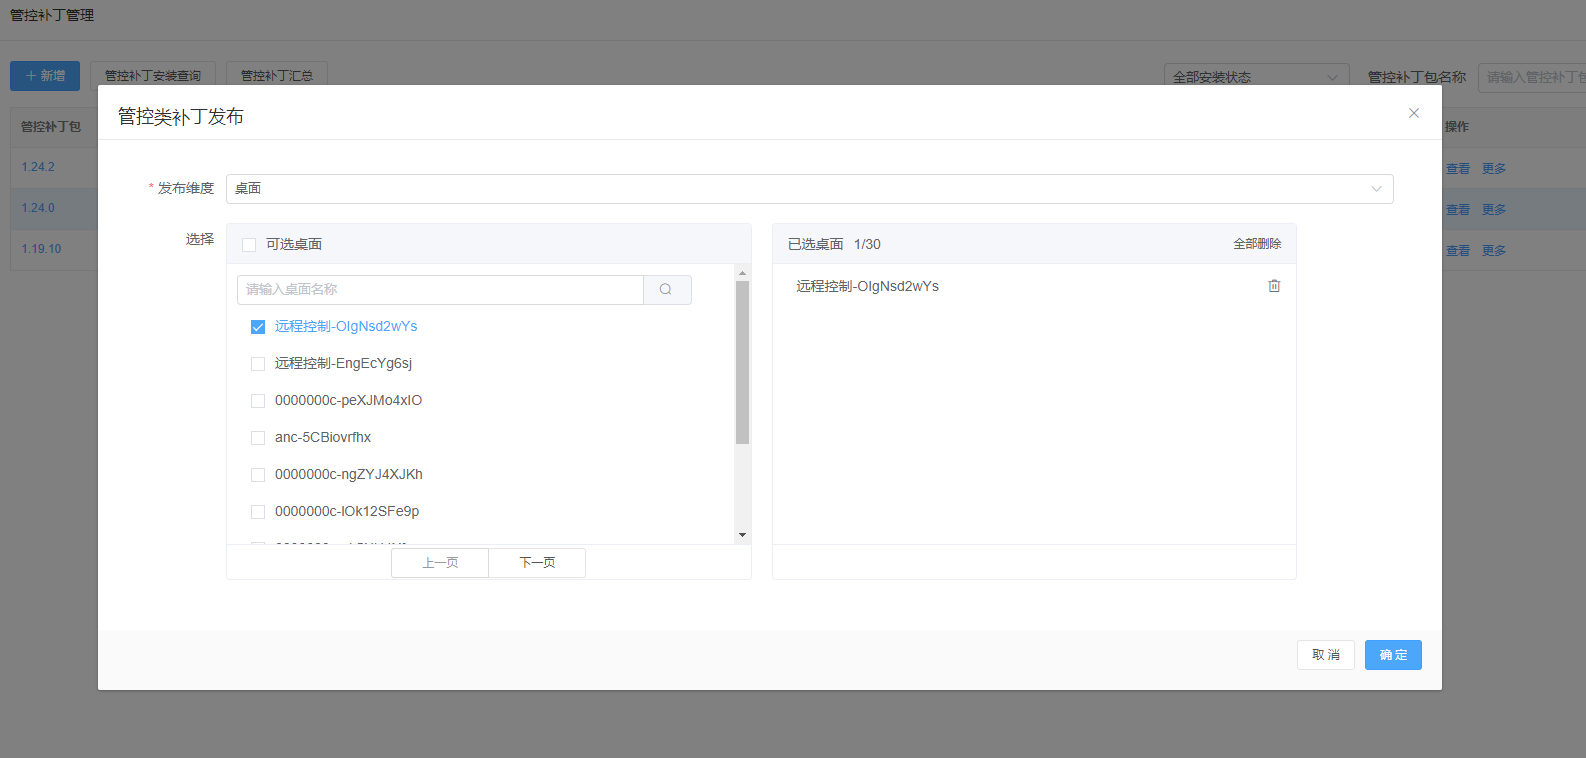 管控补丁管理
新增
管控补丁安装查询
管控补丁汇总
全部安装状态
管控补丁包名称
请输入管控补丁包
管控补丁包
操作
1.24.2
查看 更多
1.24.0
查看 更多
1.19.10
查看 更多
管控类补丁发布
* 发布维度
桌面
选择
可选桌面
请输入桌面名称
远程控制-OIgNsd2wYs
远程控制-EngEcYg6sj
0000000c-peXJMo4xIO
anc-5CBiovrfhx
0000000c-ngZYJ4XJKh
0000000c-IOk12SFe9p
上一页
下一页
已选桌面 1/30
全部删除
远程控制-OIgNsd2wYs
取 消
确 定